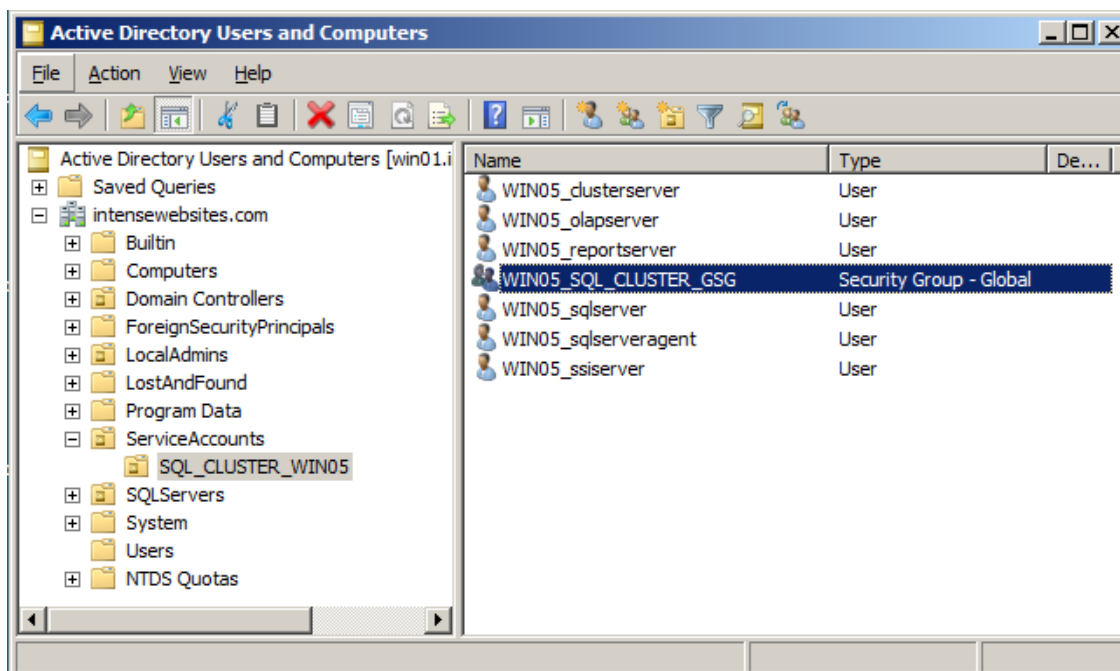 Active Directory Users and Computers
File Action View Help
Active Directory Users and Computers [win01.i
Saved Queries
intensewebsites.com
Builtin
Computers
Domain Controllers
ForeignSecurityPrincipals
LocalAdmins
LostAndFound
Program Data
ServiceAccounts
SQL_CLUSTER_WIN05
SQLServers
System
Users
NTDS Quotas
Name Type De...
WIN05_clusterserver User
WIN05_olapserver User
WIN05_reportserver User
WIN05_SQL_CLUSTER_GSG Security Group - Global
WIN05_sqlserver User
WIN05_sqlserveragent User
WIN05_ssiserver User